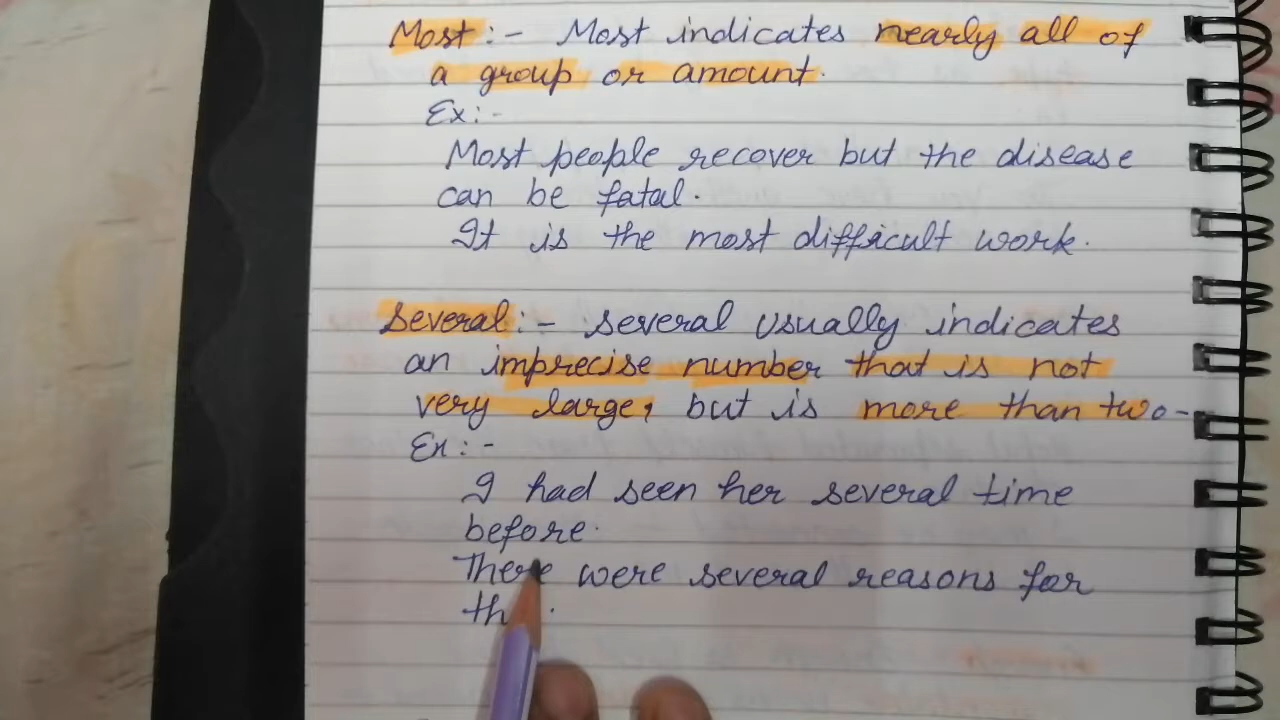 Most :- Most indicates nearly all of
a group or amount.
Ex :-
Most people recover but the disease
can be fatal.
It is the most difficult work.
Several :- Several usually indicates
an imprecise number that is not
very large, but is more than two-
Ex :-
I had seen her several time
before.
There were several reasons for